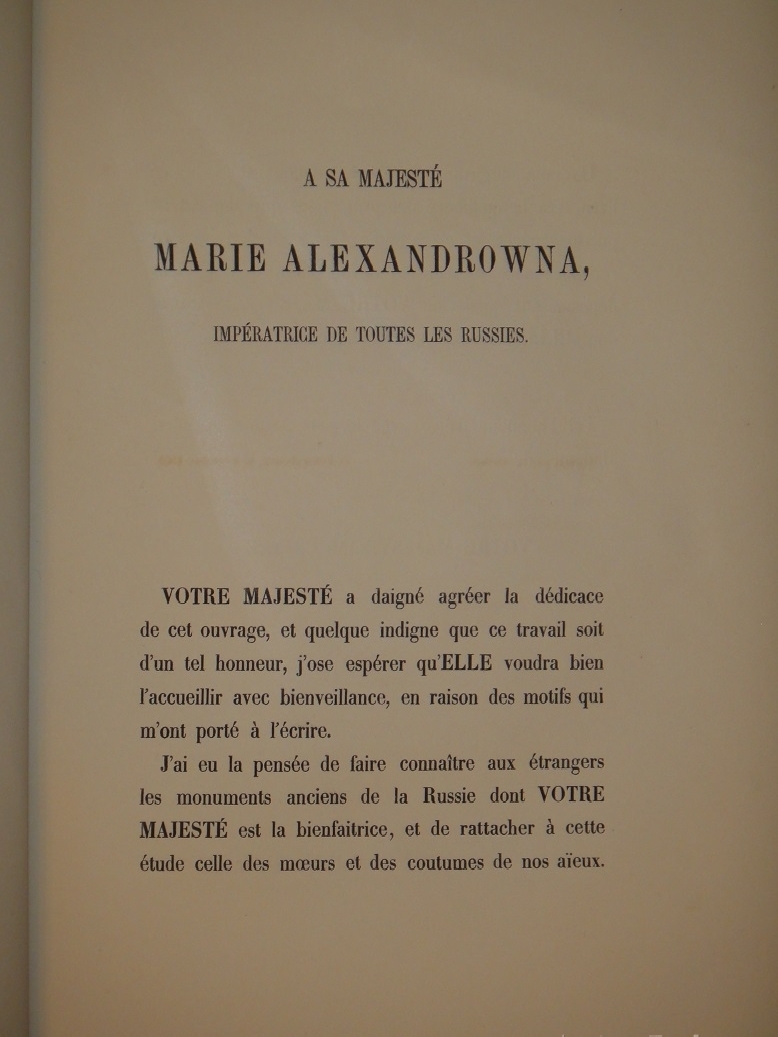 A SA MAJESTÉ
MARIE ALEXANDROWNA,
IMPÉRATRICE DE TOUTES LES RUSSIES.
VOTRE MAJESTÉ a daigné agréer la dédicace
de cet ouvrage, et quelque indigne que ce travail soit
d'un tel honneur, j'ose espérer qu'ELLE voudra bien
l'accueillir avec bienveillance, en raison des motifs qui
m'ont porté à l'écrire.
J'ai eu la pensée de faire connaître aux étrangers
les monuments anciens de la Russie dont VOTRE
MAJESTÉ est la bienfaitrice, et de rattacher à cette
étude celle des mœurs et des coutumes de nos aïeux.